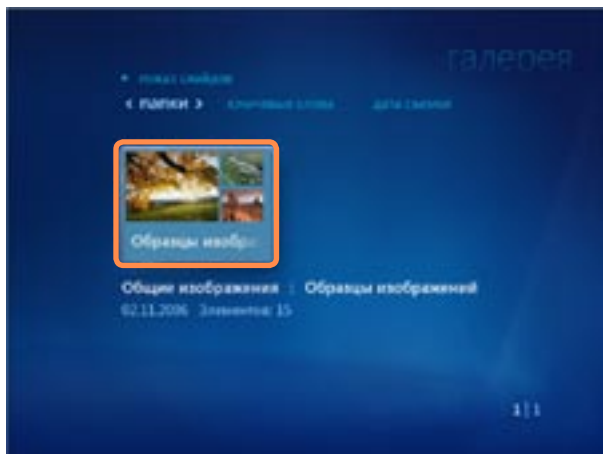 галерея
+ показ слайдов
< папки > ключевые слова дата съемки
Образцы изобра
Общие изображения : Образцы изображений
02.11.2006 Элементов: 15
1|1